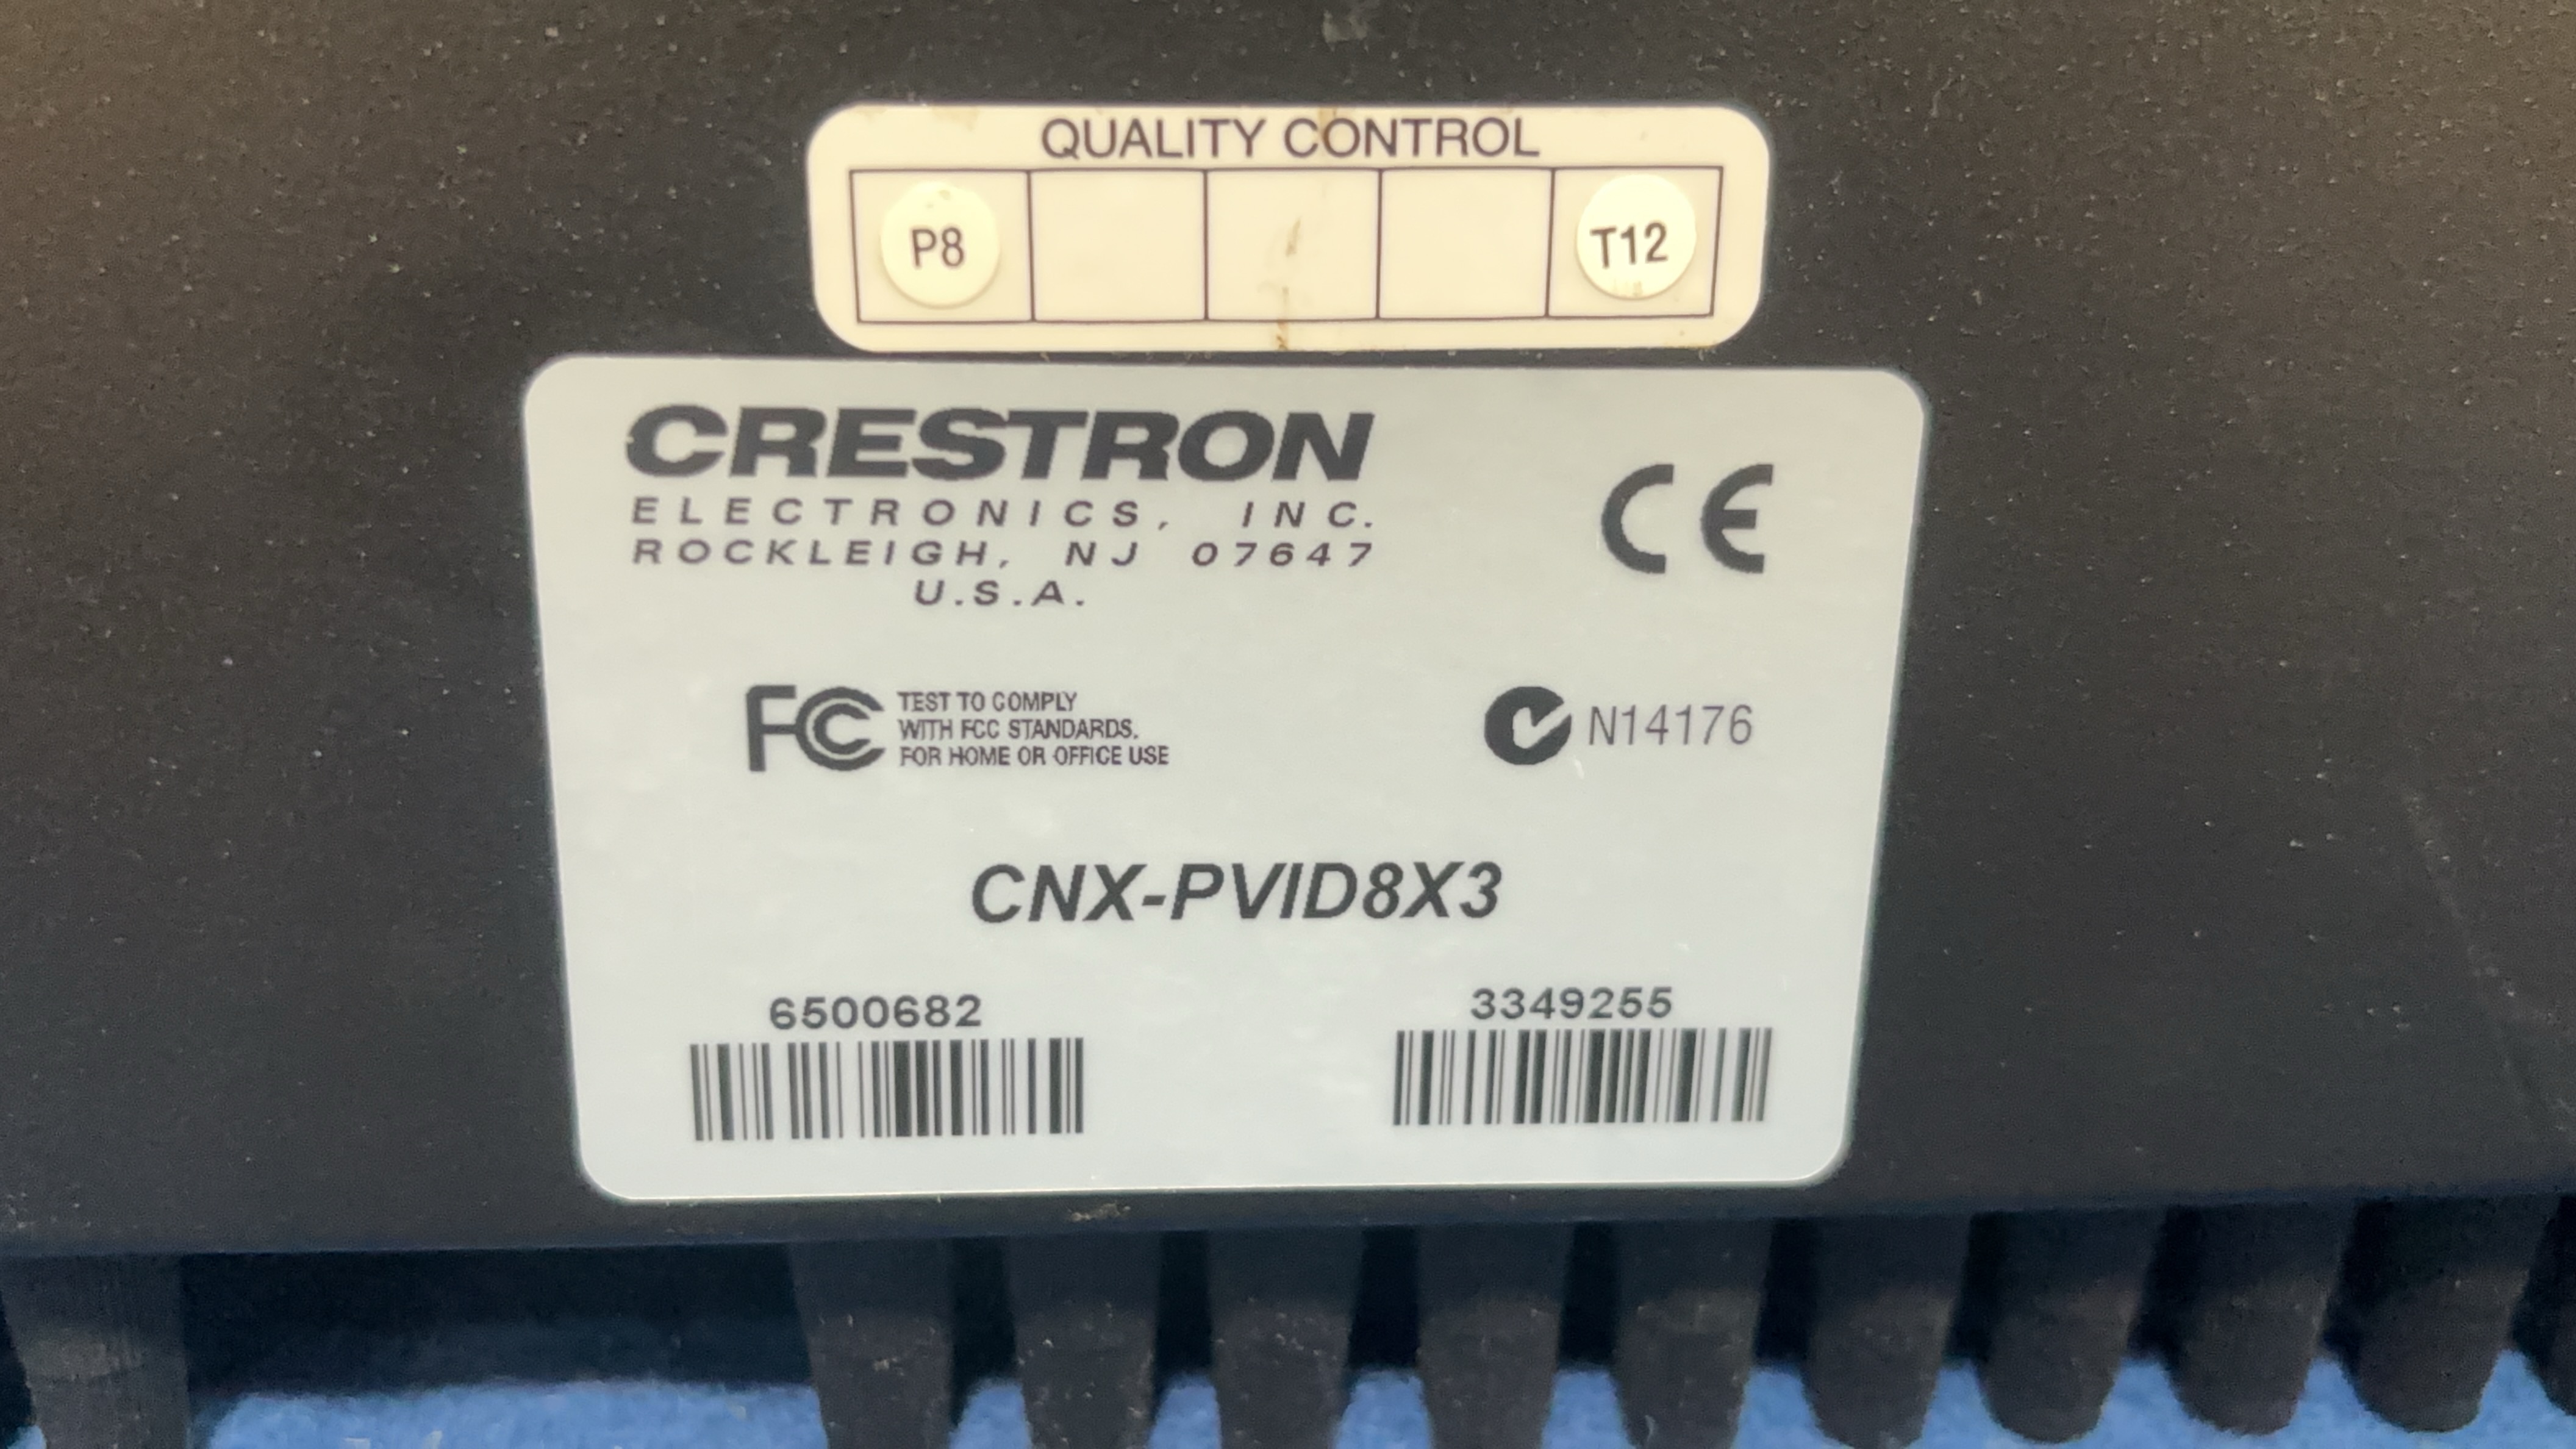 QUALITY CONTROL
P8 T12
CRESTRON
ELECTRONICS, INC.
ROCKLEIGH, NJ 07647
U.S.A.
CE
FC TEST TO COMPLY
WITH FCC STANDARDS.
FOR HOME OR OFFICE USE
N14176
CNX-PVID8X3
6500682 3349255